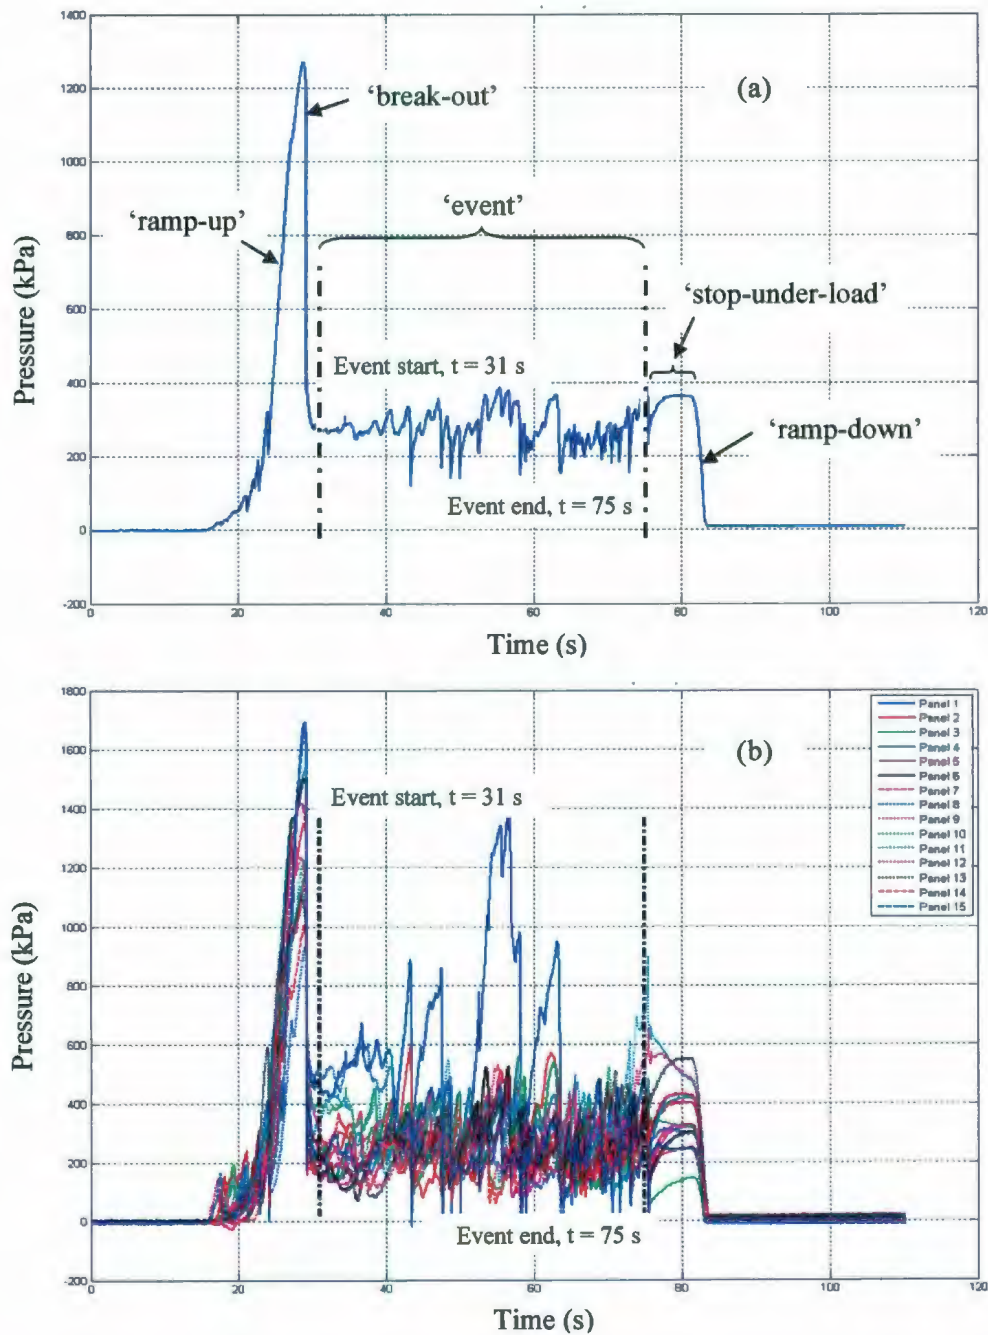 1400
1200
1000
800
600
400
200
0
-200
Pressure (kPa)
(a)
‘break-out’
‘ramp-up’
‘event’
‘stop-under-load’
Event start, t = 31 s
‘ramp-down’
Event end, t = 75 s
0 20 40 60 80 100 120
Time (s)
1800
1600
1400
1200
1000
800
600
400
200
0
-200
Pressure (kPa)
(b)
Panel 1
Panel 2
Panel 3
Panel 4
Panel 5
Panel 6
Panel 7
Panel 8
Panel 9
Panel 10
Panel 11
Panel 12
Panel 13
Panel 14
Panel 15
Event start, t = 31 s
Event end, t = 75 s
0 20 40 60 80 100 120
Time (s)